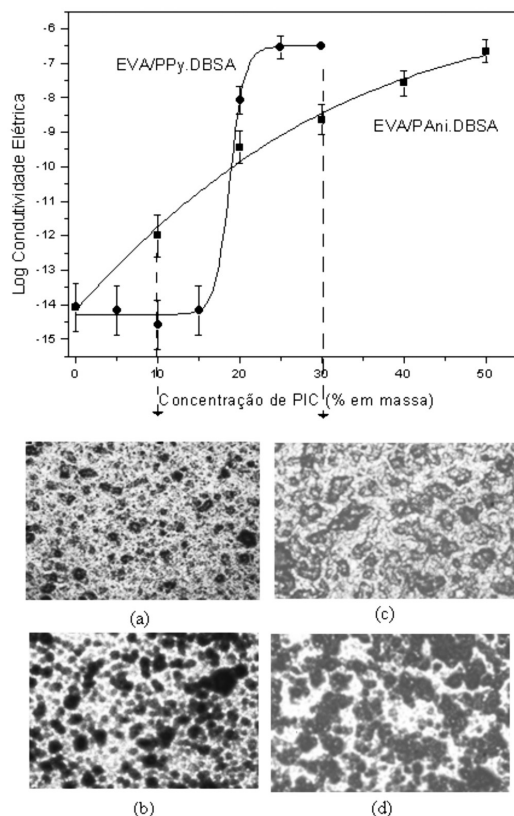 -6
-7
-8
-9
-10
-11
-12
-13
-14
-15
Log Condutividade Elétrica
EVA/PPy.DBSA
EVA/PAni.DBSA
0 10 20 30 40 50
Concentração de PIC (% em massa)
(a) (c)
(b) (d)